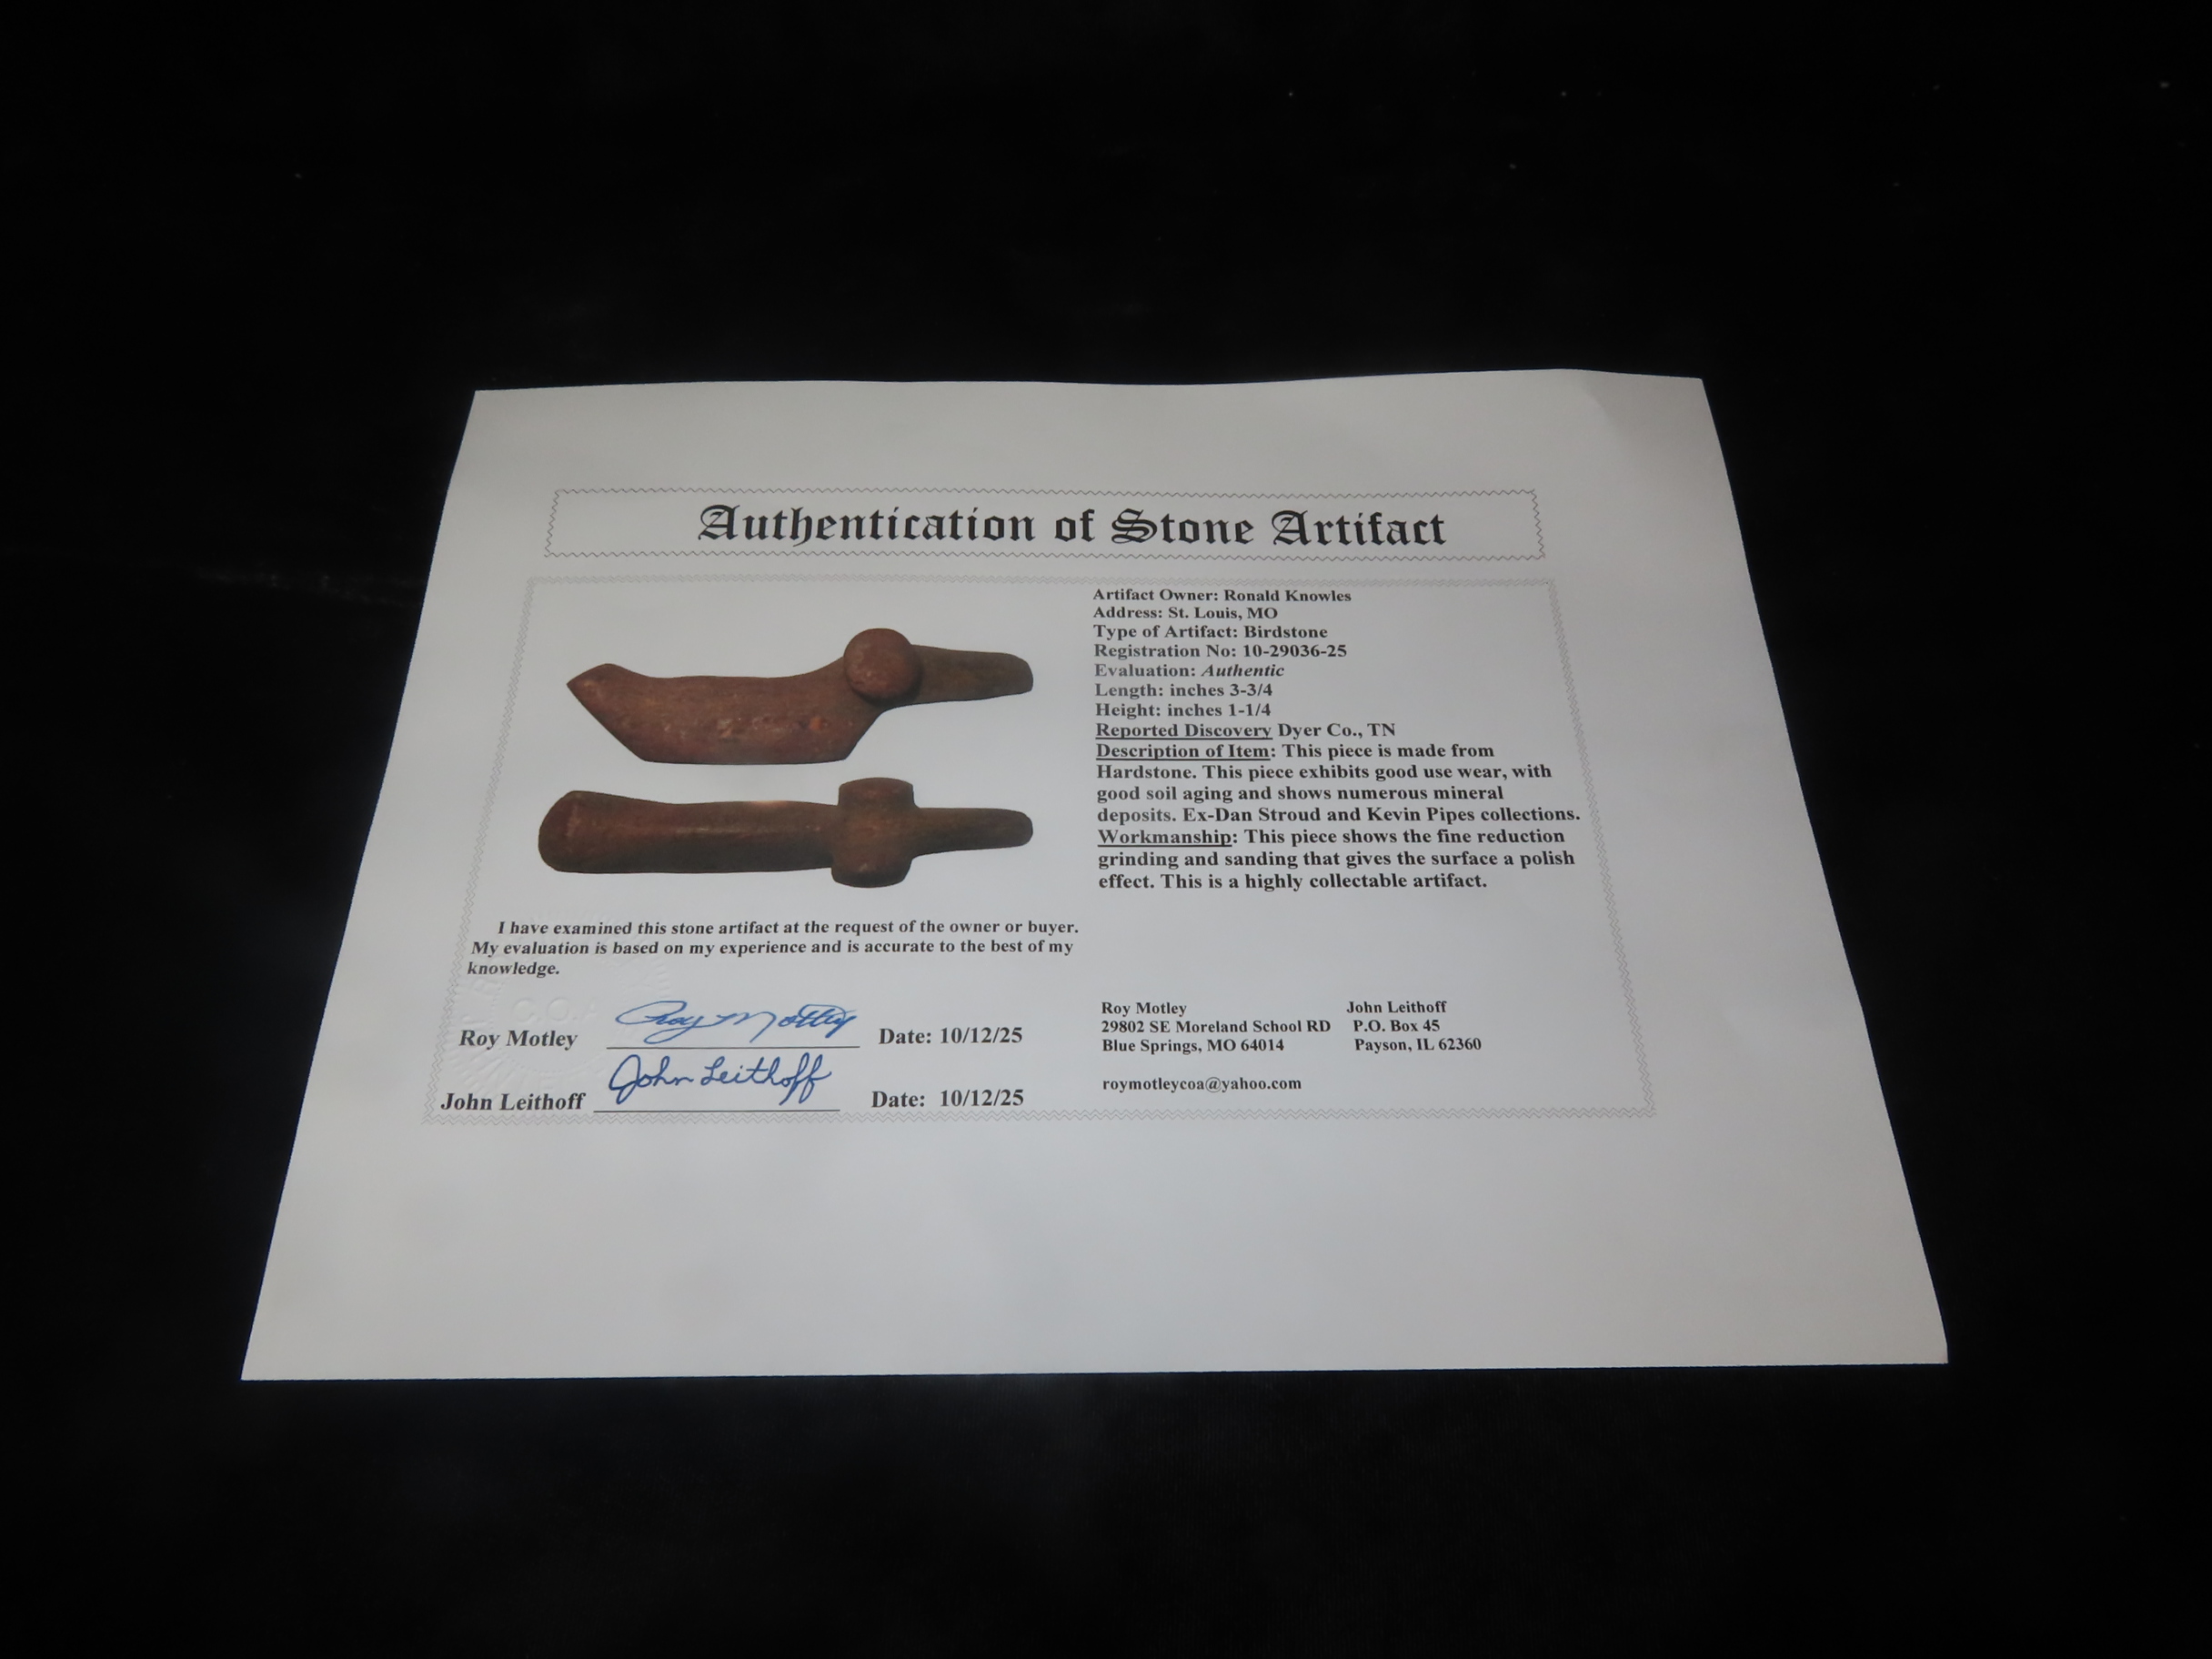 Authentication of Stone Artifact
Artifact Owner: Ronald Knowles
Address: St. Louis, MO
Type of Artifact: Birdstone
Registration No: 10-29036-25
Evaluation: Authentic
Length: inches 3-3/4
Height: inches 1-1/4
Reported Discovery Dyer Co., TN
Description of Item: This piece is made from
Hardstone. This piece exhibits good use wear, with
good soil aging and shows numerous mineral
deposits. Ex-Dan Stroud and Kevin Pipes collections.
Workmanship: This piece shows the fine reduction
grinding and sanding that gives the surface a polish
effect. This is a highly collectable artifact.
I have examined this stone artifact at the request of the owner or buyer.
My evaluation is based on my experience and is accurate to the best of my
knowledge.
C.O.A
Roy Motley Roy Motley Date: 10/12/25
John Leithoff John Leithoff Date: 10/12/25
Roy Motley John Leithoff
29802 SE Moreland School RD P.O. Box 45
Blue Springs, MO 64014 Payson, IL 62360
roymotleycoa@yahoo.com